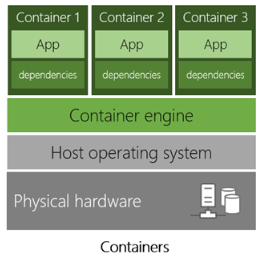 Container 1 Container 2 Container 3
App App App
dependencies dependencies dependencies
Container engine
Host operating system
Physical hardware
Containers